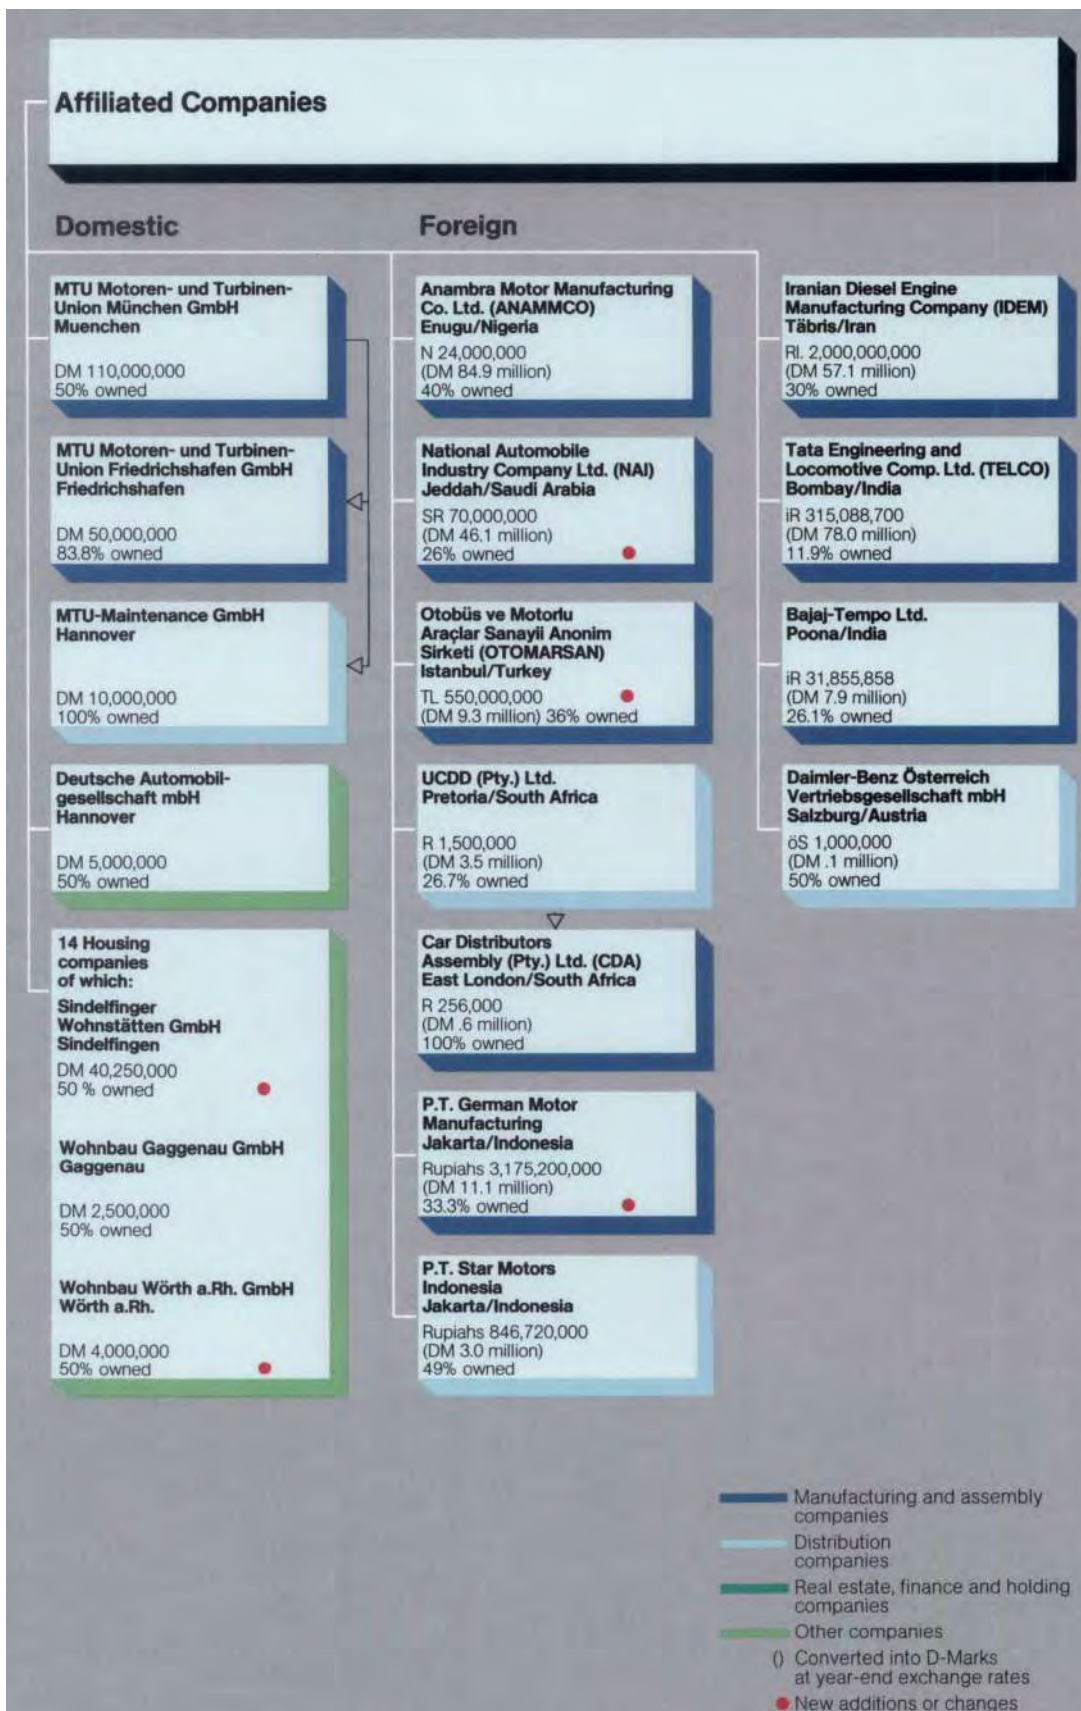 Affiliated Companies
Domestic
MTU Motoren- und Turbinen-
Union München GmbH
Muenchen
DM 110,000,000
50% owned
MTU Motoren- und Turbinen-
Union Friedrichshafen GmbH
Friedrichshafen
DM 50,000,000
83.8% owned
MTU-Maintenance GmbH
Hannover
DM 10,000,000
100% owned
Deutsche Automobil-
gesellschaft mbH
Hannover
DM 5,000,000
50% owned
14 Housing
companies
of which:
Sindelfinger
Wohnstätten GmbH
Sindelfingen
DM 40,250,000
50 % owned
Wohnbau Gaggenau GmbH
Gaggenau
DM 2,500,000
50% owned
Wohnbau Wörth a.Rh. GmbH
Wörth a.Rh.
DM 4,000,000
50% owned
Foreign
Anambra Motor Manufacturing
Co. Ltd. (ANAMMCO)
Enugu/Nigeria
N 24,000,000
(DM 84.9 million)
40% owned
National Automobile
Industry Company Ltd. (NAI)
Jeddah/Saudi Arabia
SR 70,000,000
(DM 46.1 million)
26% owned
Otobüs ve Motorlu
Araçlar Sanayii Anonim
Sirketi (OTOMARSAN)
Istanbul/Turkey
TL 550,000,000
(DM 9.3 million) 36% owned
UCDD (Pty.) Ltd.
Pretoria/South Africa
R 1,500,000
(DM 3.5 million)
26.7% owned
Car Distributors
Assembly (Pty.) Ltd. (CDA)
East London/South Africa
R 256,000
(DM .6 million)
100% owned
P.T. German Motor
Manufacturing
Jakarta/Indonesia
Rupiahs 3,175,200,000
(DM 11.1 million)
33.3% owned
P.T. Star Motors
Indonesia
Jakarta/Indonesia
Rupiahs 846,720,000
(DM 3.0 million)
49% owned
Iranian Diesel Engine
Manufacturing Company (IDEM)
Täbris/Iran
RI. 2,000,000,000
(DM 57.1 million)
30% owned
Tata Engineering and
Locomotive Comp. Ltd. (TELCO)
Bombay/India
iR 315,088,700
(DM 78.0 million)
11.9% owned
Bajaj-Tempo Ltd.
Poona/India
iR 31,855,858
(DM 7.9 million)
26.1% owned
Daimler-Benz Österreich
Vertriebsgesellschaft mbH
Salzburg/Austria
öS 1,000,000
(DM .1 million)
50% owned
Manufacturing and assembly
companies
Distribution
companies
Real estate, finance and holding
companies
Other companies
() Converted into D-Marks
at year-end exchange rates
New additions or changes